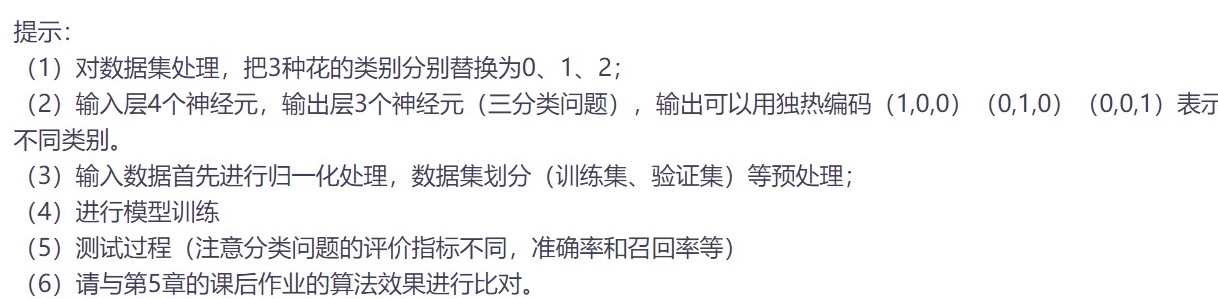 提示：
（1）对数据集处理，把3种花的类别分别替换为0、1、2；
（2）输入层4个神经元，输出层3个神经元（三分类问题），输出可以用独热编码（1,0,0）（0,1,0）（0,0,1）表示
不同类别。
（3）输入数据首先进行归一化处理，数据集划分（训练集、验证集）等预处理；
（4）进行模型训练
（5）测试过程（注意分类问题的评价指标不同，准确率和召回率等）
（6）请与第5章的课后作业的算法效果进行比对。